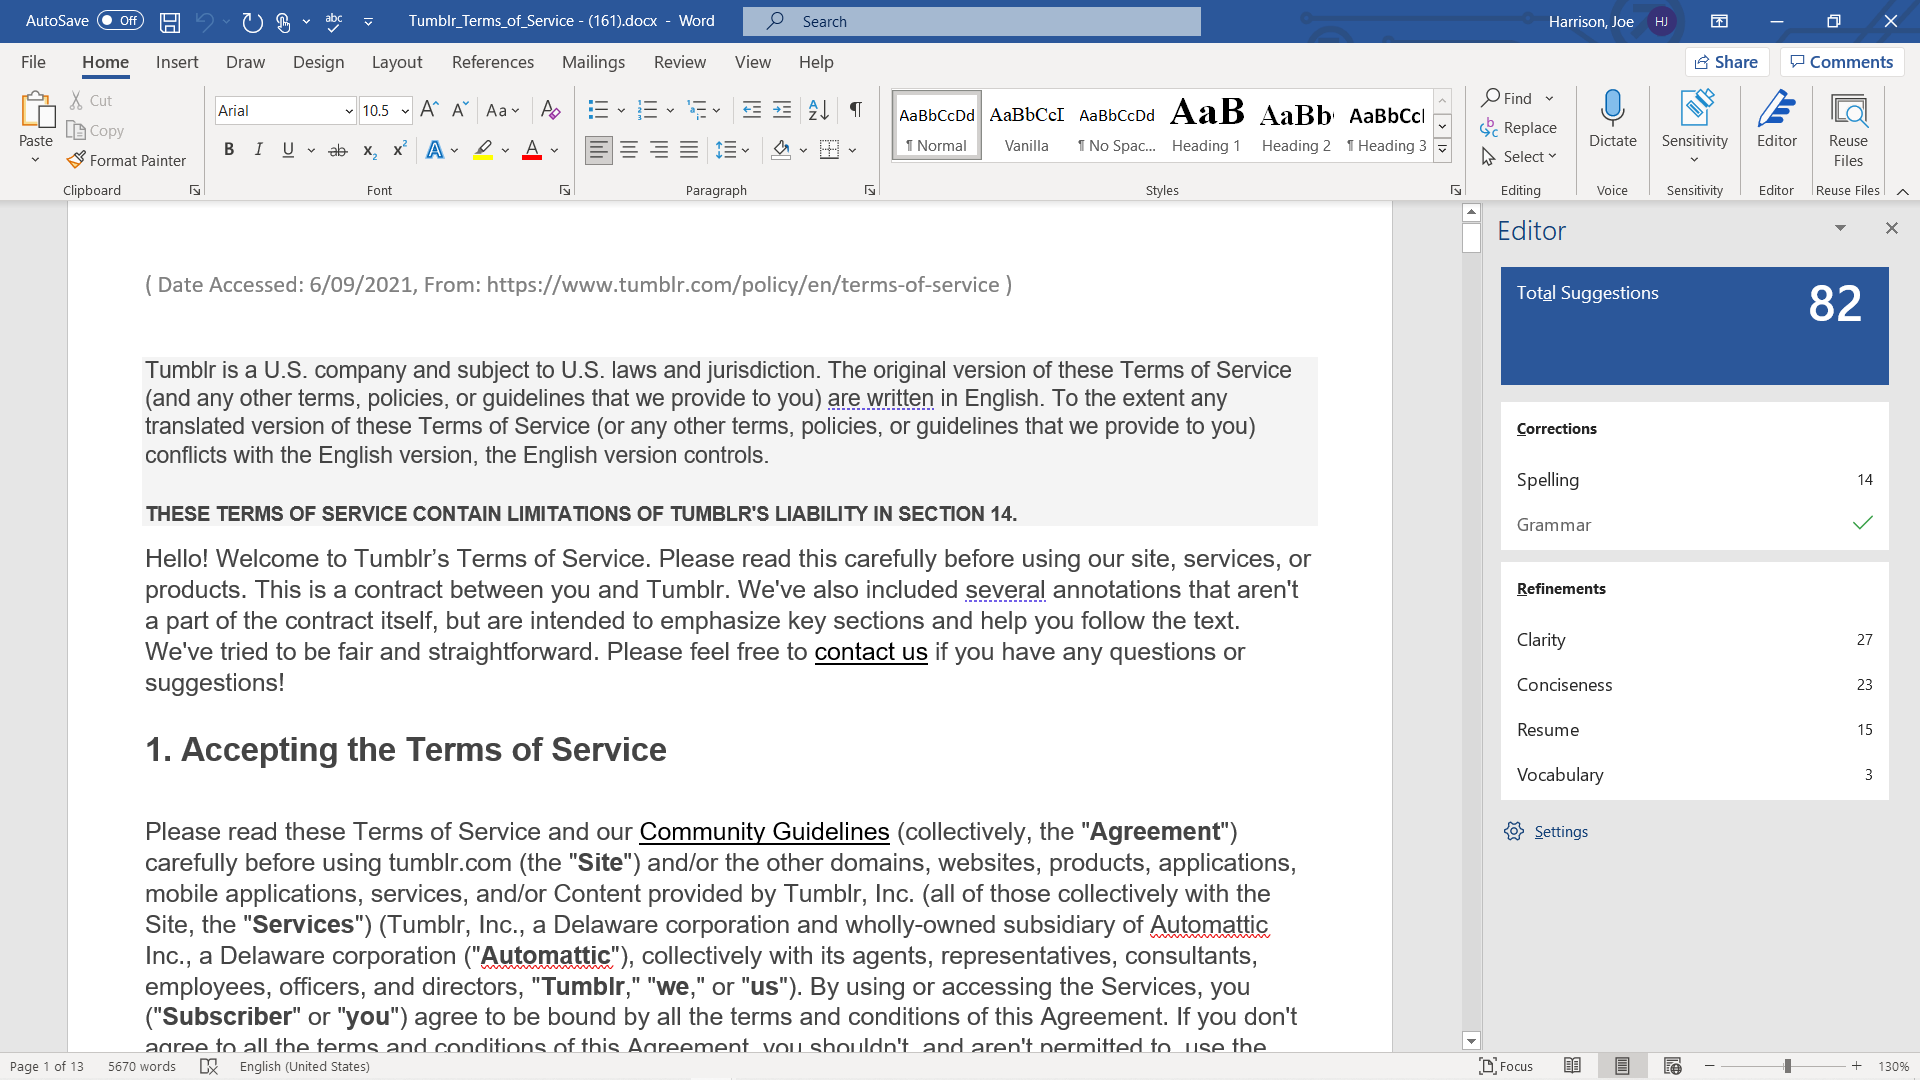 AutoSave Off Tumblr_Terms_of_Service - (161).docx - Word Search Harrison, Joe HJ
File Home Insert Draw Design Layout References Mailings Review View Help Share Comments
Paste Cut Copy Format Painter Clipboard
Arial 10.5 Font
Paragraph
AaBbCcDd ¶ Normal
AaBbCcI Vanilla
AaBbCcDd ¶ No Spac...
AaB Heading 1
AaBb Heading 2
AaBbCc ¶ Heading 3
Styles
Find Replace Select Editing
Dictate Voice
Sensitivity Sensitivity
Editor Editor
Reuse Files Reuse Files
( Date Accessed: 6/09/2021, From: https://www.tumblr.com/policy/en/terms-of-service )
Tumblr is a U.S. company and subject to U.S. laws and jurisdiction. The original version of these Terms of Service
(and any other terms, policies, or guidelines that we provide to you) are written in English. To the extent any
translated version of these Terms of Service (or any other terms, policies, or guidelines that we provide to you)
conflicts with the English version, the English version controls.
THESE TERMS OF SERVICE CONTAIN LIMITATIONS OF TUMBLR'S LIABILITY IN SECTION 14.
Hello! Welcome to Tumblr’s Terms of Service. Please read this carefully before using our site, services, or
products. This is a contract between you and Tumblr. We've also included several annotations that aren't
a part of the contract itself, but are intended to emphasize key sections and help you follow the text.
We've tried to be fair and straightforward. Please feel free to contact us if you have any questions or
suggestions!
1. Accepting the Terms of Service
Please read these Terms of Service and our Community Guidelines (collectively, the "Agreement")
carefully before using tumblr.com (the "Site") and/or the other domains, websites, products, applications,
mobile applications, services, and/or Content provided by Tumblr, Inc. (all of those collectively with the
Site, the "Services") (Tumblr, Inc., a Delaware corporation and wholly-owned subsidiary of Automattic
Inc., a Delaware corporation ("Automattic"), collectively with its agents, representatives, consultants,
employees, officers, and directors, "Tumblr," "we," or "us"). By using or accessing the Services, you
("Subscriber" or "you") agree to be bound by all the terms and conditions of this Agreement. If you don't
agree to all the terms and conditions of this Agreement, you shouldn't, and aren't permitted to, use the
Editor
Total Suggestions 82
Corrections
Spelling 14
Grammar
Refinements
Clarity 27
Conciseness 23
Resume 15
Vocabulary 3
Settings
Page 1 of 13 5670 words English (United States) Focus 130%